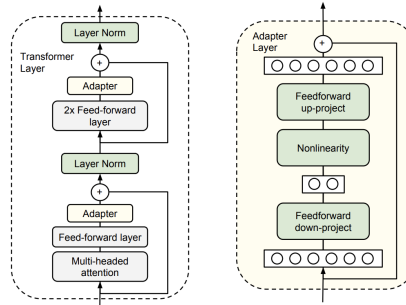 Layer Norm
+
Transformer
Layer
Adapter
2x Feed-forward
layer
Layer Norm
+
Adapter
Feed-forward layer
Multi-headed
attention
Adapter
Layer
+
Feedforward
up-project
Nonlinearity
Feedforward
down-project